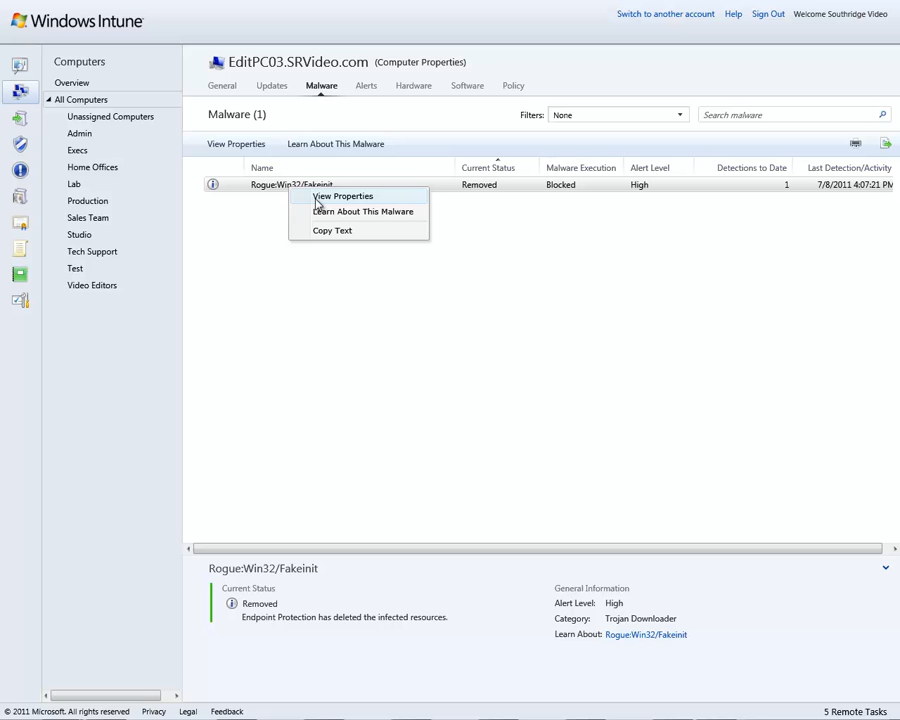 Windows Intune
Switch to another account Help Sign Out Welcome Southridge Video
Computers
Overview
All Computers
Unassigned Computers
Admin
Execs
Home Offices
Lab
Production
Sales Team
Studio
Tech Support
Test
Video Editors
EditPC03.SRVideo.com (Computer Properties)
General Updates Malware Alerts Hardware Software Policy
Malware (1)
Filters: None
Search malware
View Properties Learn About This Malware
Name Current Status Malware Execution Alert Level Detections to Date Last Detection/Activity
Rogue:Win32/Fakeinit Removed Blocked High 1 7/8/2011 4:07:21 PM
View Properties
Learn About This Malware
Copy Text
Rogue:Win32/Fakeinit
Current Status
Removed
Endpoint Protection has deleted the infected resources.
General Information
Alert Level: High
Category: Trojan Downloader
Learn About: Rogue:Win32/Fakeinit
© 2011 Microsoft. All rights reserved Privacy Legal Feedback 5 Remote Tasks